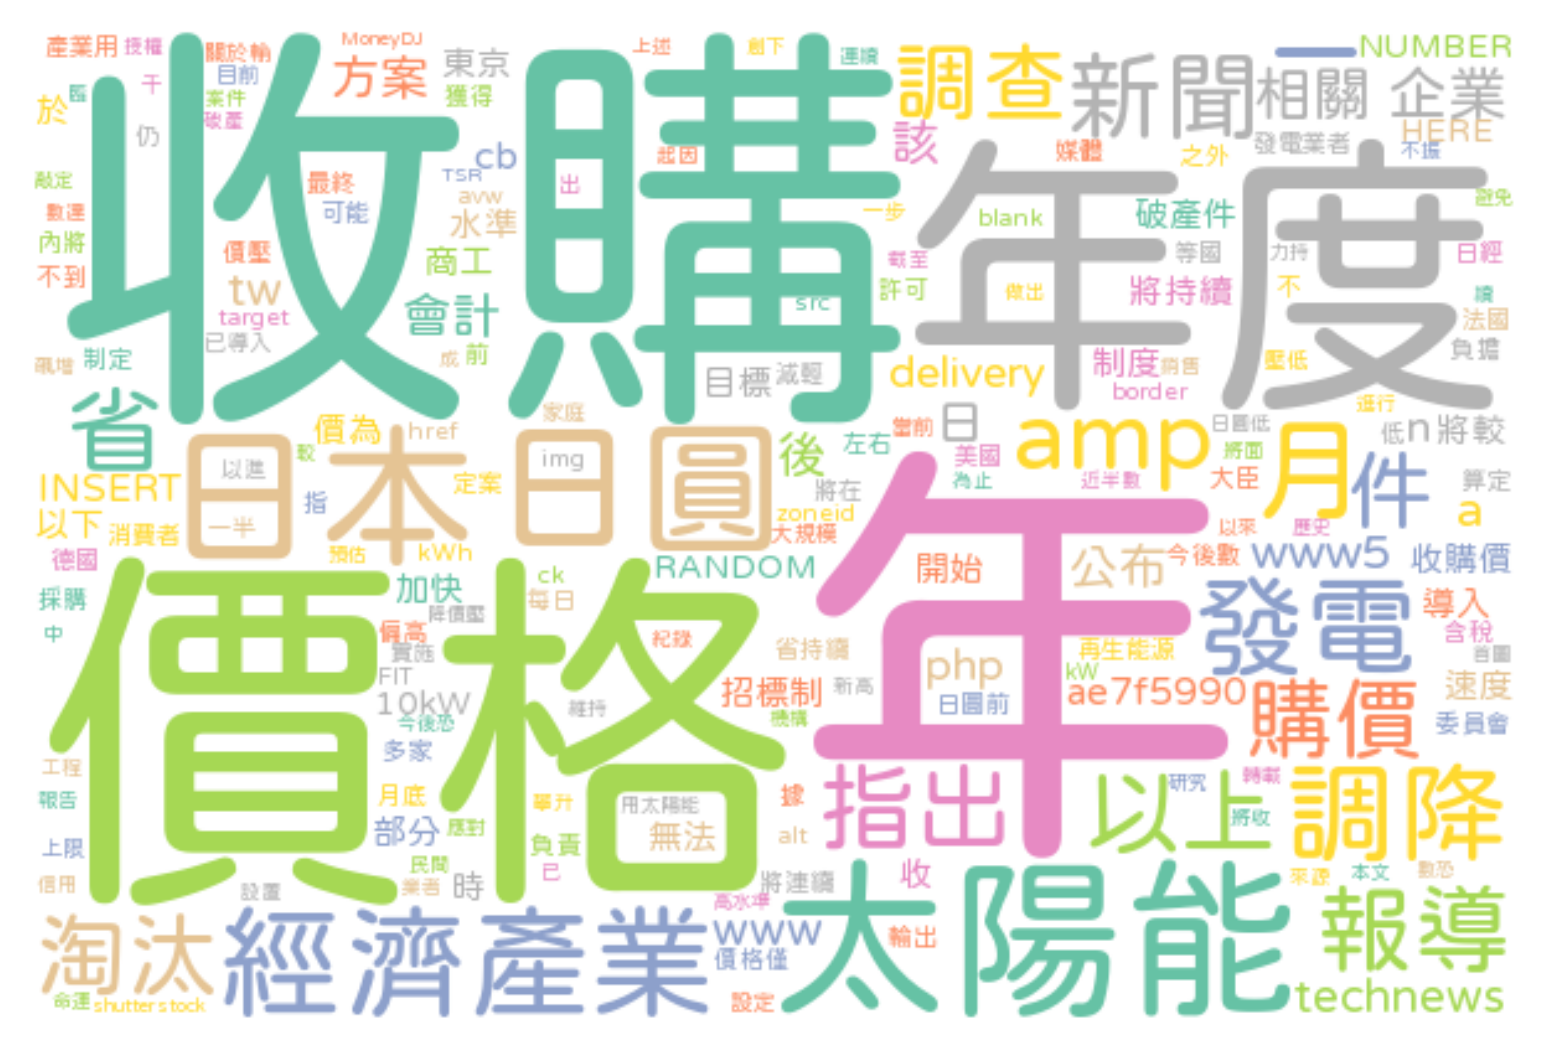 產業用 授權 關於輸 MoneyDJ 上述 創下 連續 一 NUMBER
目前 方案 東京 調查 新聞 相關 企業
於 千 案件 獲得
仍 破產 收購 該 HERE
發電業者 不振
敲定 最終 TSR cb 出 起因 媒體 之外
可能 avw 一步 年度 避免
數達 水準 blank 破產件
內將 價壓 商工 截至 等國 力持 日經
不到 tw 許可 做出 將持續 不
target 會計 src 法國
已導入 成 前 負擔
飆增 制定 目標 減輕 delivery 制度 銷售 壓低
省 家庭 border 進行
價為 href 後 左右 當前 日 amp 日圓低 低 n 將較
以進 較 日本 日圓 img 美國 將面 月 件
INSERT 指 定案 將在 為止 近半數 大臣 算定
以下 消費者 一半 zoneid 年 以來 歷史 a
德國 預估 kWh 大規模 公布 今後數 www5 收購價
採購 加快 ck RANDOM 開始 發電 導入
中 價格 每日 含稅
降價壓 偏高 紀錄 省持續 再生能源
實施 php kW 速度
FIT 招標制 新高 ae7f5990 購價
10kW 維持 機構 日圓前 委員會
今後恐
多家
工程 指出 以上 研究 轉載 調降
報告 月底 用太陽能 據 將收
上限 部分 應對 無法 alt
負責
信用 民間 業者 時 已 將連續 收 太陽能 來源 本文 數恐
設置 高水準 報導
淘汰 經濟產業 www 輸出
價格僅
命運 shutterstock 設定 technews